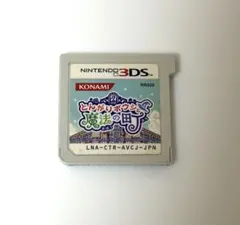 NINTENDO 3DS
KONAMI
とんがりボウシと
魔法の町
LNA-CTR-AVCJ-JPN